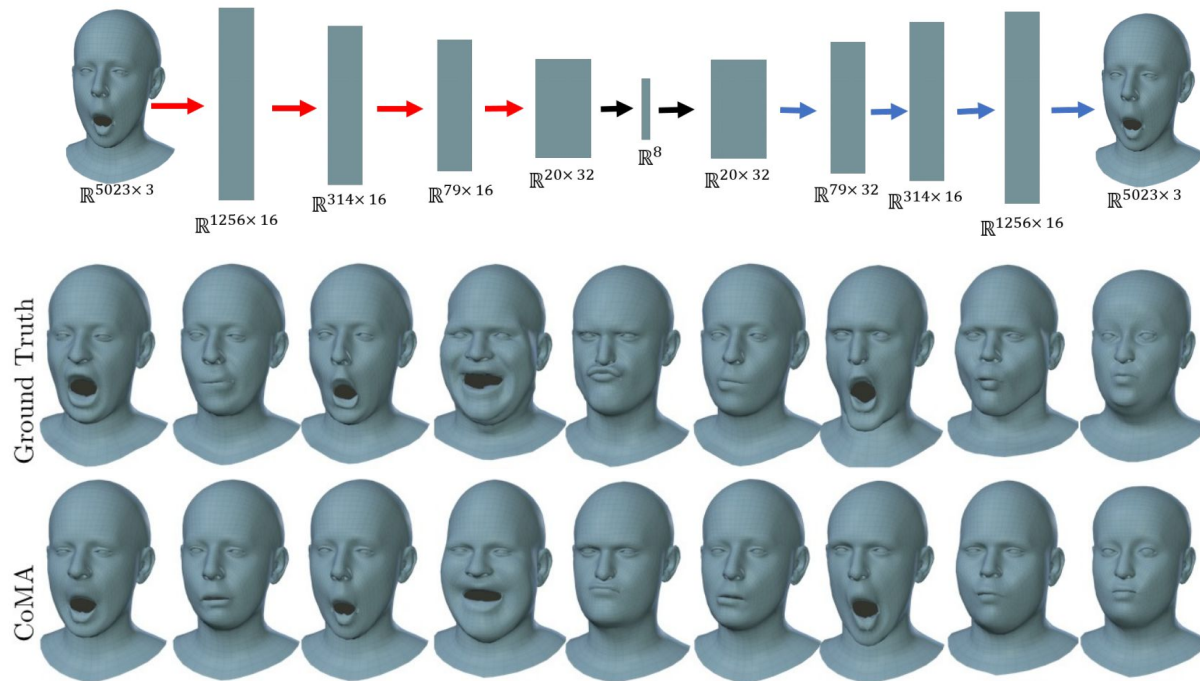 ℝ^5023×3
ℝ^1256×16
ℝ^314×16
ℝ^79×16
ℝ^20×32
ℝ^8
ℝ^20×32
ℝ^79×32
ℝ^314×16
ℝ^1256×16
ℝ^5023×3
Ground Truth
CoMA